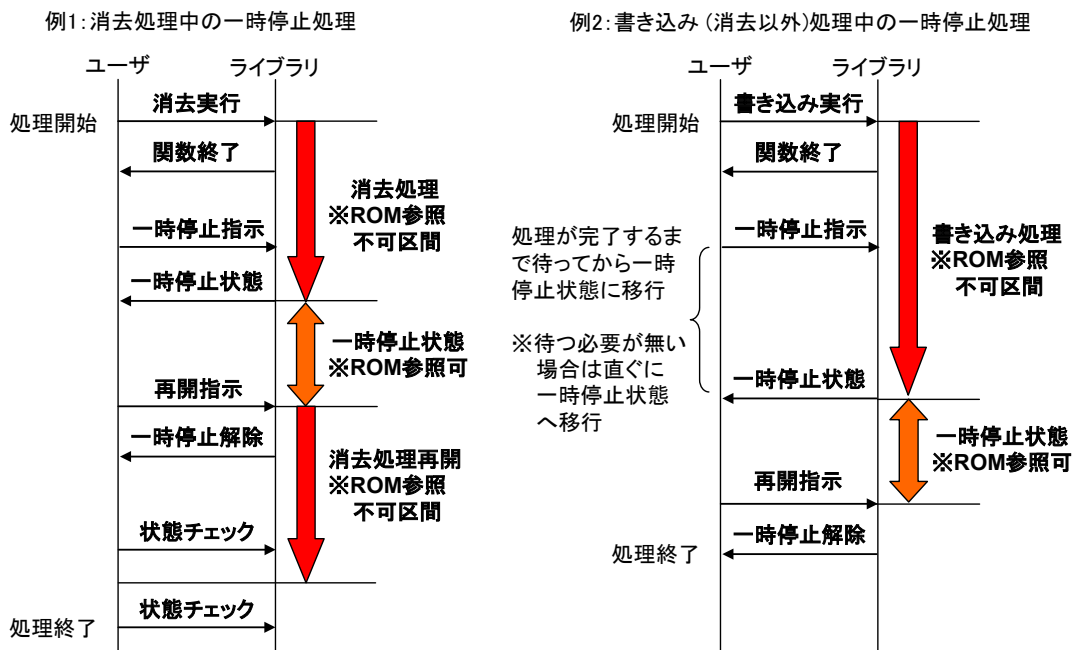 例1:消去処理中の一時停止処理
ユーザ
ライブラリ
処理開始
消去実行
関数終了
消去処理
※ROM参照
不可区間
一時停止指示
一時停止状態
一時停止状態
※ROM参照可
再開指示
一時停止解除
消去処理再開
※ROM参照
不可区間
状態チェック
状態チェック
処理終了
例2:書き込み (消去以外)処理中の一時停止処理
ユーザ
ライブラリ
処理開始
書き込み実行
関数終了
一時停止指示
書き込み処理
※ROM参照
不可区間
処理が完了するま
で待ってから一時
停止状態に移行
※待つ必要が無い
場合は直ぐに
一時停止状態
へ移行
一時停止状態
一時停止状態
※ROM参照可
再開指示
一時停止解除
処理終了